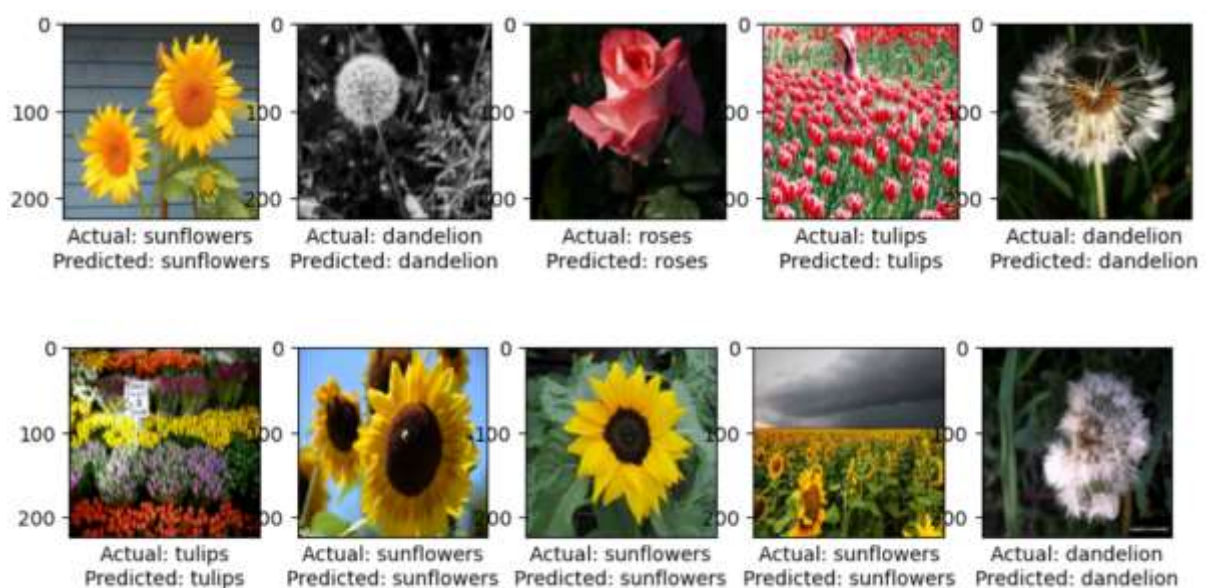 0
0
0
0
0
100
100
100
100
100
200
200
200
200
200
Actual: sunflowers
Predicted: sunflowers
Actual: dandelion
Predicted: dandelion
Actual: roses
Predicted: roses
Actual: tulips
Predicted: tulips
Actual: dandelion
Predicted: dandelion
0
0
0
0
0
100
100
100
100
100
200
200
200
200
200
Actual: tulips
Predicted: tulips
Actual: sunflowers
Predicted: sunflowers
Actual: sunflowers
Predicted: sunflowers
Actual: sunflowers
Predicted: sunflowers
Actual: dandelion
Predicted: dandelion